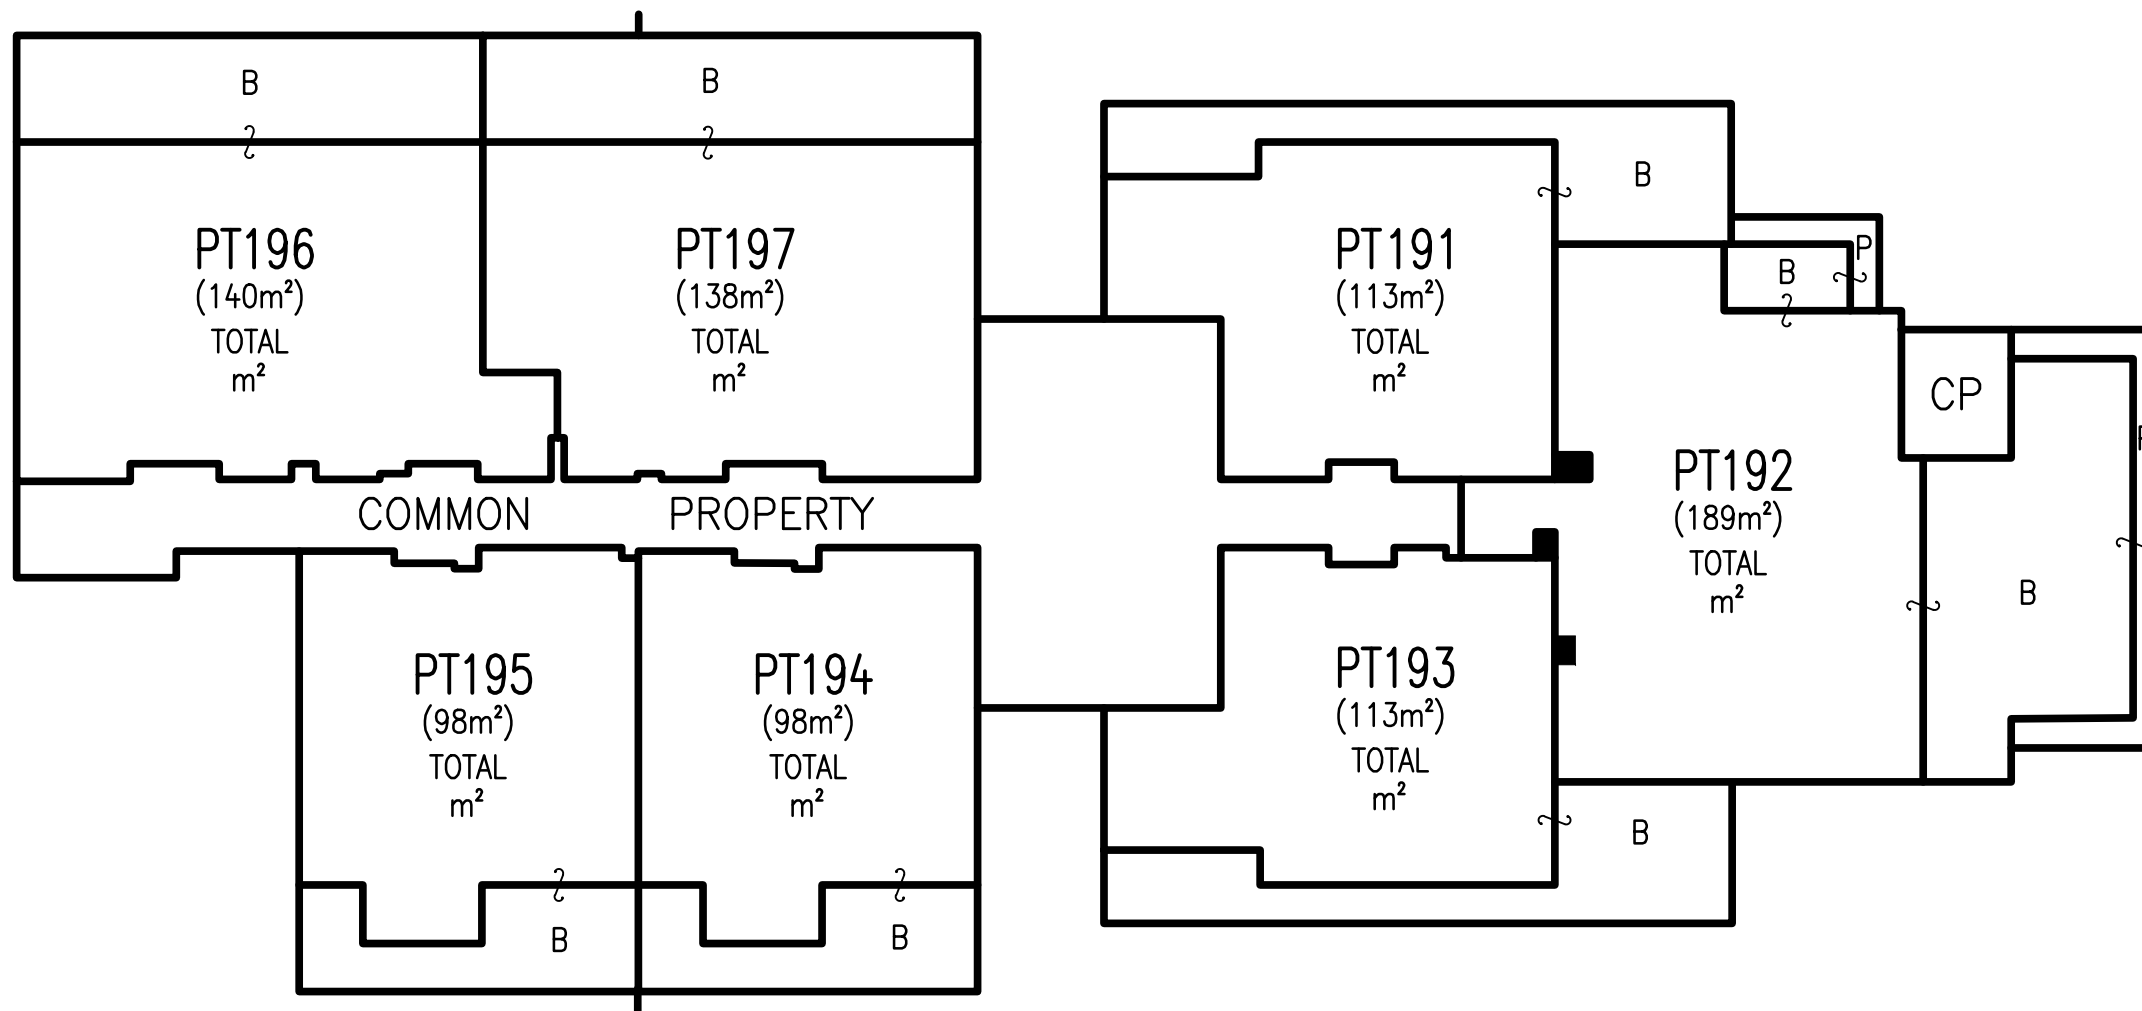 B
B
PT196
(140m²)
TOTAL
m²
PT197
(138m²)
TOTAL
m²
B
PT191
(113m²)
TOTAL
m²
P
B
CP
PT192
(189m²)
TOTAL
m²
B
COMMON PROPERTY
PT195
(98m²)
TOTAL
m²
PT194
(98m²)
TOTAL
m²
PT193
(113m²)
TOTAL
m²
B
B
B